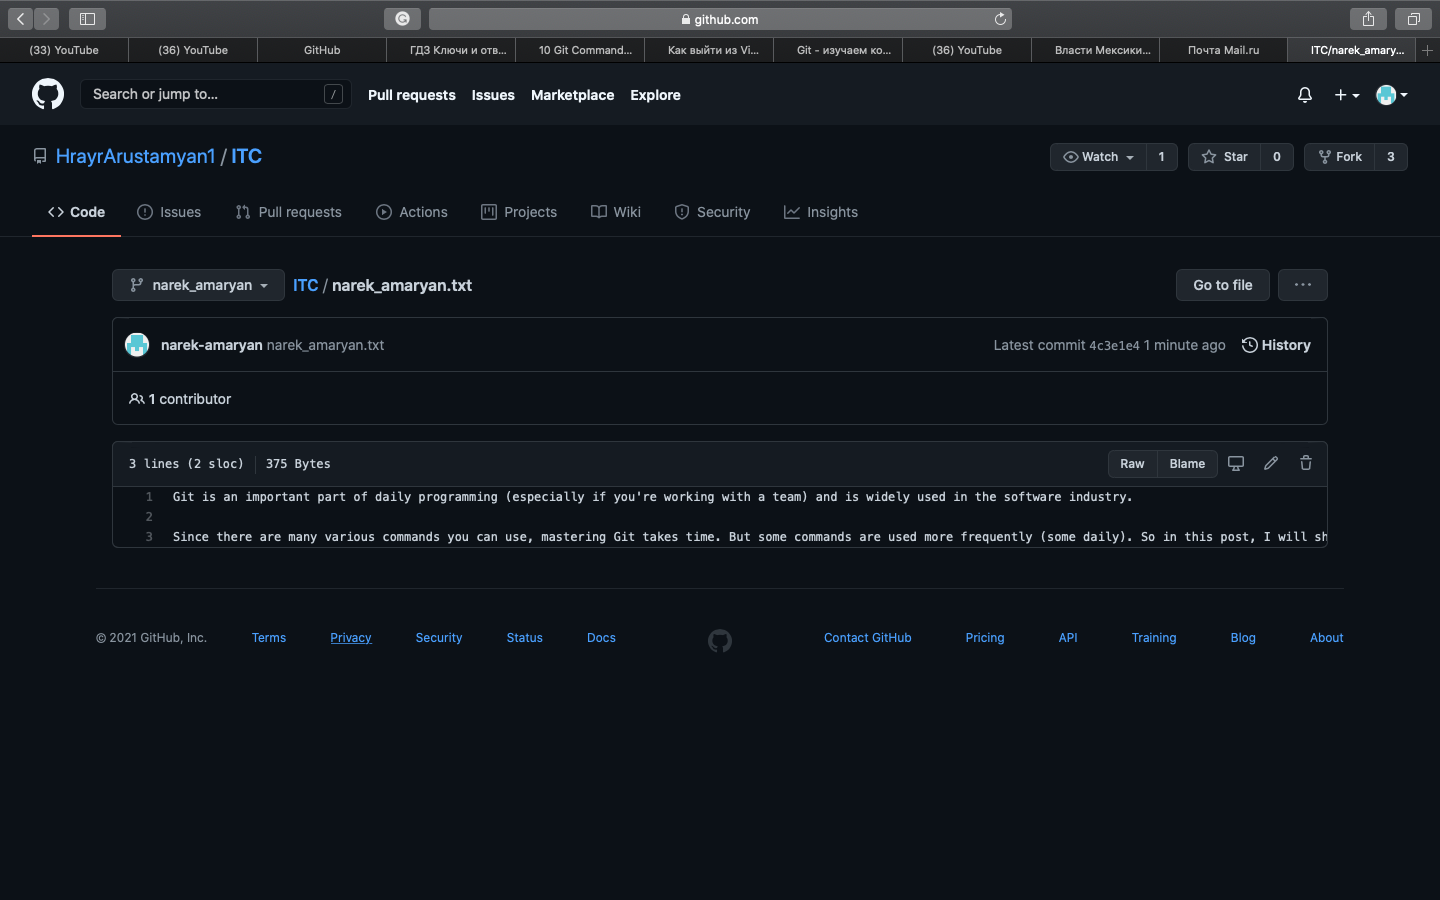 github.com
(33) YouTube
(36) YouTube
GitHub
ГДЗ Ключи и отв...
10 Git Command...
Как выйти из Vi...
Git - изучаем ко...
(36) YouTube
Власти Мексики...
Почта Mail.ru
ITC/narek_amary...
Search or jump to...
/
Pull requests
Issues
Marketplace
Explore
HrayrArustamyan1 / ITC
Watch 1
Star 0
Fork 3
Code
Issues
Pull requests
Actions
Projects
Wiki
Security
Insights
narek_amaryan
ITC / narek_amaryan.txt
Go to file
narek-amaryan narek_amaryan.txt
Latest commit 4c3e1e4 1 minute ago
History
1 contributor
3 lines (2 sloc)
375 Bytes
Raw
Blame
1 Git is an important part of daily programming (especially if you're working with a team) and is widely used in the software industry.
2
3 Since there are many various commands you can use, mastering Git takes time. But some commands are used more frequently (some daily). So in this post, I will sh
© 2021 GitHub, Inc.
Terms
Privacy
Security
Status
Docs
Contact GitHub
Pricing
API
Training
Blog
About